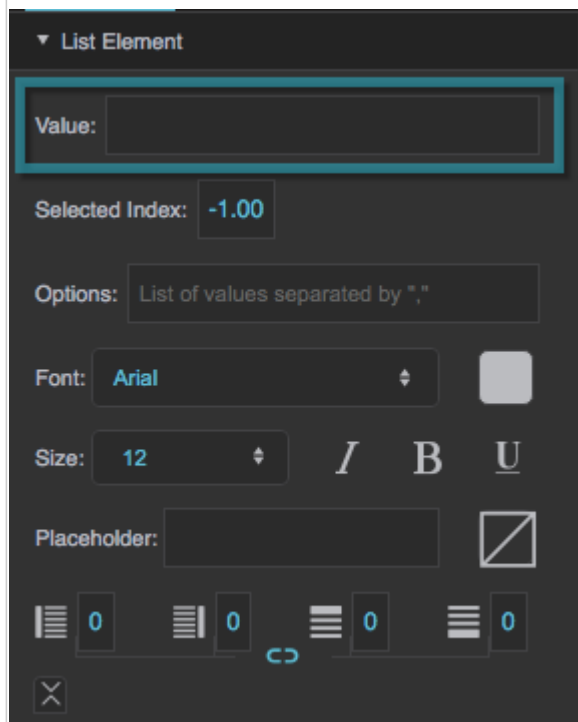 List Element
Value:
Selected Index: -1.00
Options: List of values separated by ","
Font: Arial
Size: 12 I B U
Placeholder:
0 0 0 0